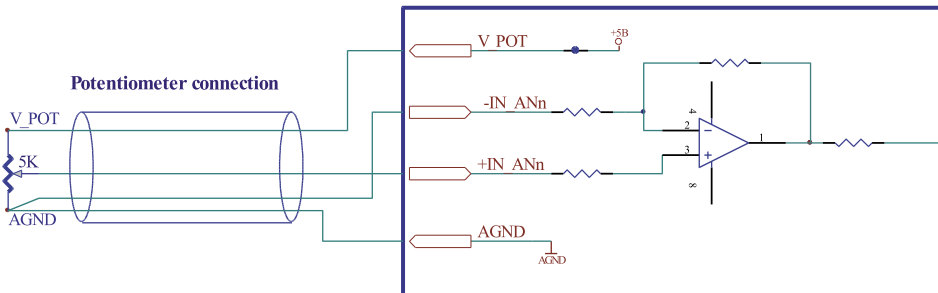 V_POT
+5B
Potentiometer connection
-IN_ANn
V_POT
4
2
1
3
5K
+IN_ANn
8
AGND
AGND
AGND